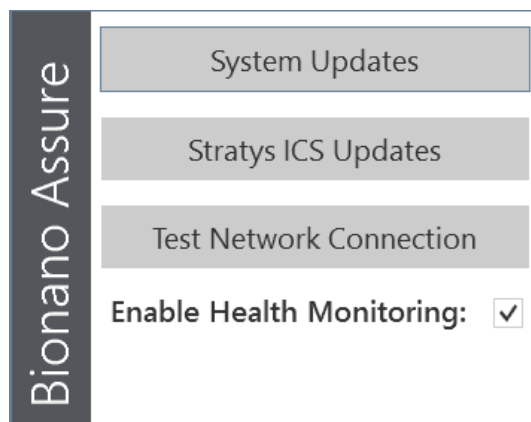 Bionano Assure
System Updates
Stratys ICS Updates
Test Network Connection
Enable Health Monitoring: